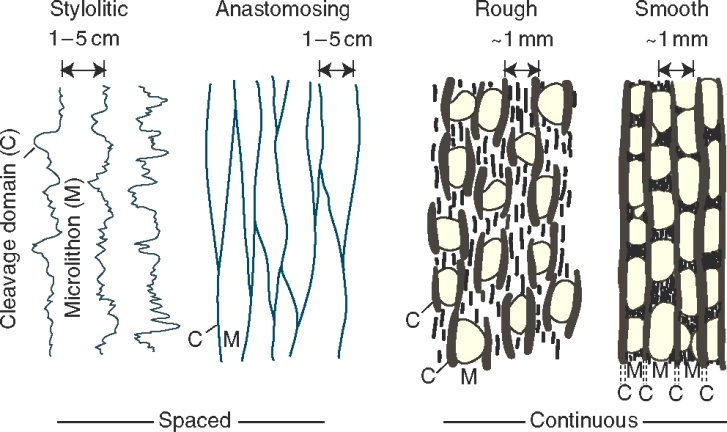 Stylolitic
1–5 cm
Anastomosing
1–5 cm
Rough
~1 mm
Smooth
~1 mm
Cleavage domain (C)
Microlithon (M)
C M
C
C M
M M M
C C C C
Spaced
Continuous